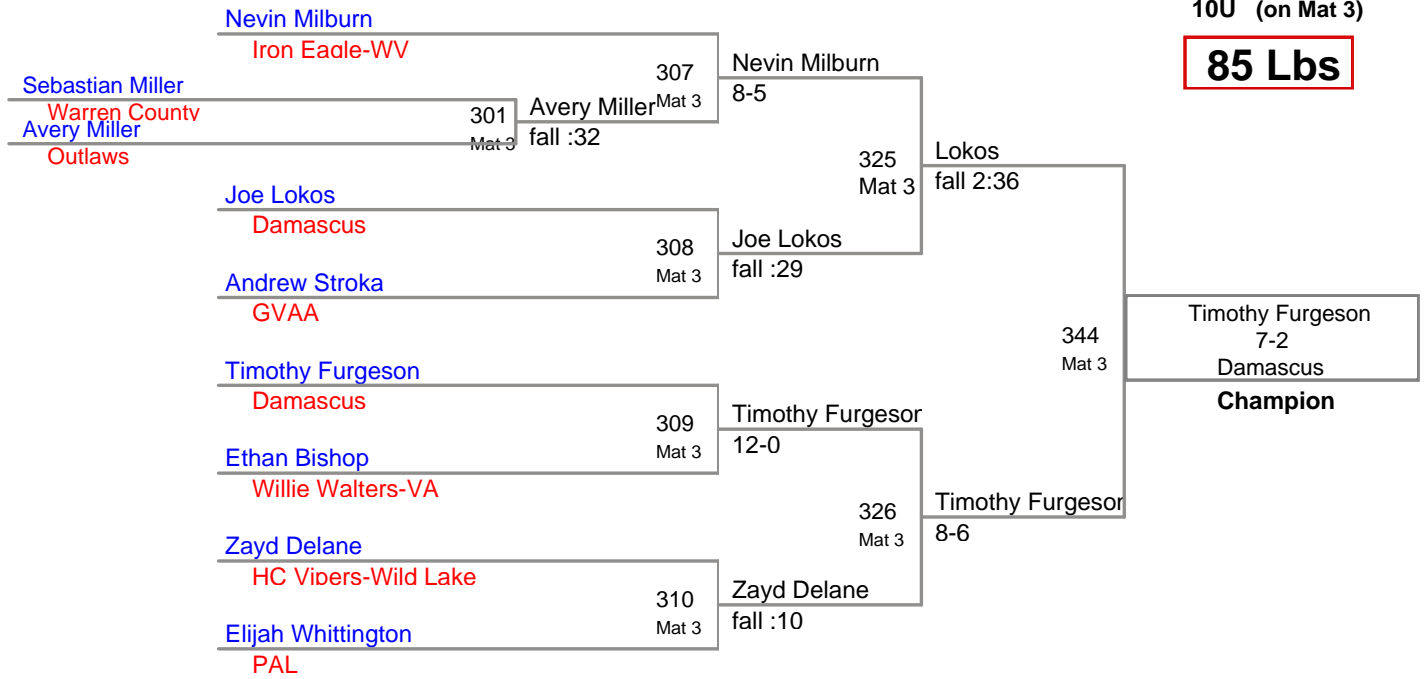 10U (on Mat 3)
85 Lbs
Nevin Milburn
Iron Eagle-WV
Sebastian Miller
Warren County
Avery Miller
Outlaws
301
Mat 3
Avery Miller
fall :32
307
Mat 3
Nevin Milburn
8-5
Joe Lokos
Damascus
Andrew Stroka
GVAA
308
Mat 3
Joe Lokos
fall :29
325
Mat 3
Lokos
fall 2:36
Timothy Furgeson
Damascus
Ethan Bishop
Willie Walters-VA
309
Mat 3
Timothy Furgeson
12-0
Zayd Delane
HC Vipers-Wild Lake
Elijah Whittington
PAL
310
Mat 3
Zayd Delane
fall :10
326
Mat 3
Timothy Furgeson
8-6
344
Mat 3
Timothy Furgeson
7-2
Damascus
Champion